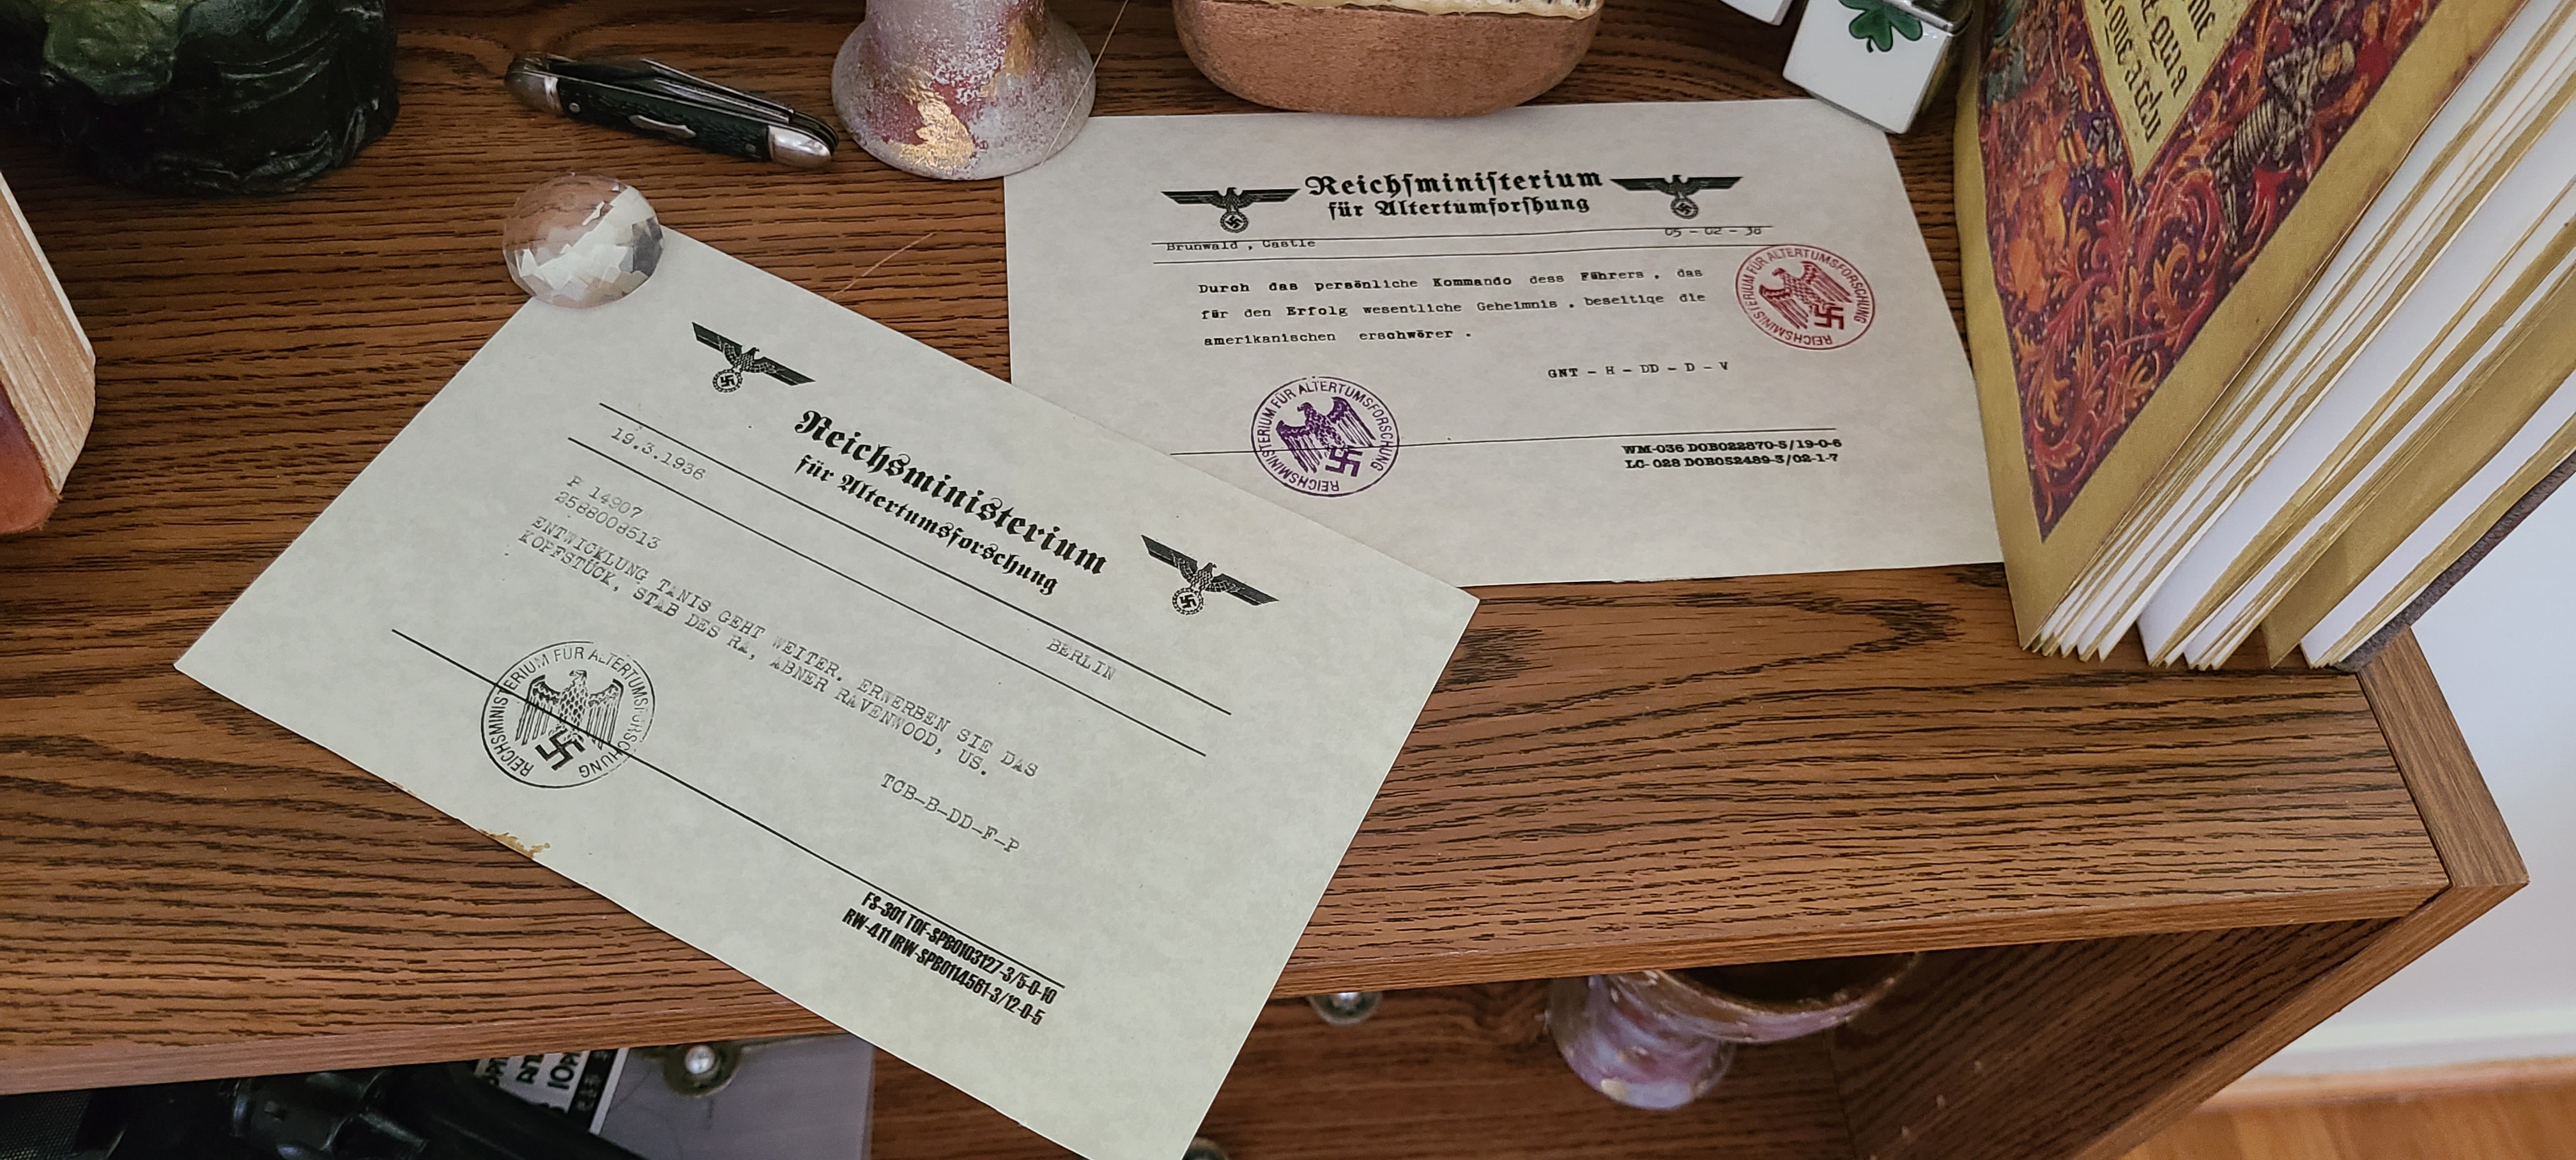 Reichsministerium
für Altertumsforschung
19.3.1936
BERLIN
P 14907
2588008513
ENTWICKLUNG TANIS GEHT WEITER. ERWERBEN SIE DAS
KOPFSTÜCK, STAB DES RA, ABNER RAVENWOOD, US.
TCB-B-DD-F-P
REICHSMINISTERIUM FÜR ALTERTUMSFORSCHUNG
FS-301 TOF-SPB0103127-3/5-0-10
RW-411 IRW-SPB0114561-3/12-0-5
Reichſminiſterium
für Altertumforſhung
Brunwald , Castle
05 - 02 - 38
Durch das persönliche Kommando dess Führers , das
für den Erfolg wesentliche Geheimnis . beseitige die
amerikanischen erschwörer .
GNT - H - DD - D - V
REICHSMINISTERIUM FÜR ALTERTUMSFORSCHUNG
REICHSMINISTERIUM FÜR ALTERTUMSFORSCHUNG
WM-036 DOB022870-5/19-0-6
LC- 028 DOB052489-3/02-1-7